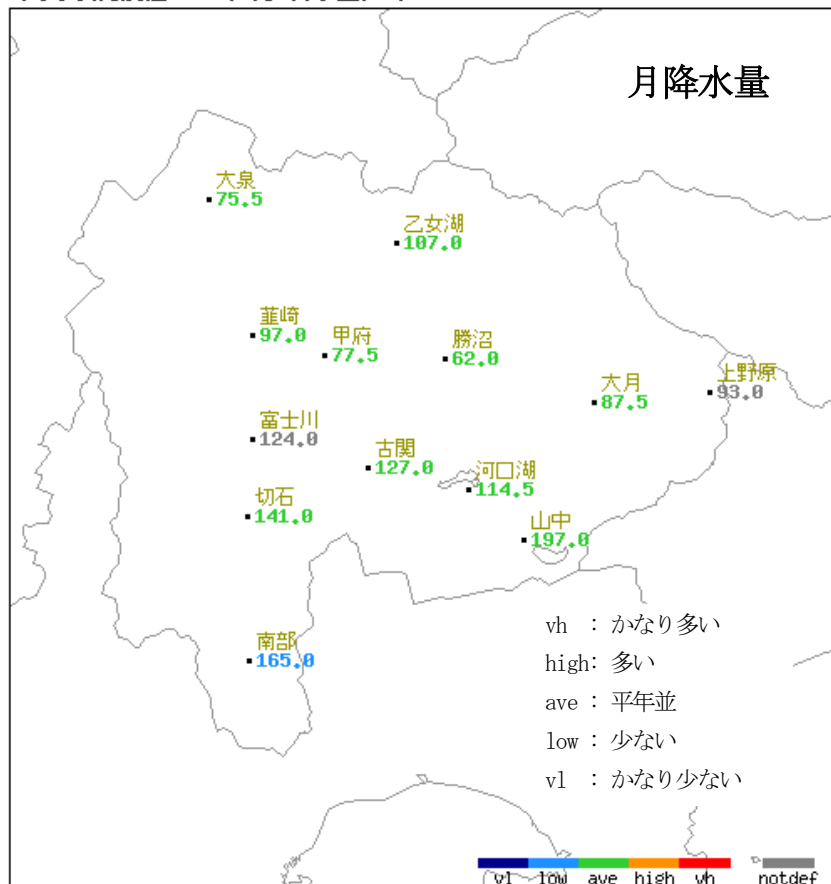 月降水量
大泉
75.5
乙女湖
107.0
韮崎
97.0
甲府
77.5
勝沼
62.0
大月
87.5
上野原
93.0
富士川
124.0
古関
127.0
河口湖
114.5
切石
141.0
山中
197.0
南部
165.0
vh : かなり多い
high: 多い
ave : 平年並
low : 少ない
vl : かなり少ない
vl low ave high vh notdef